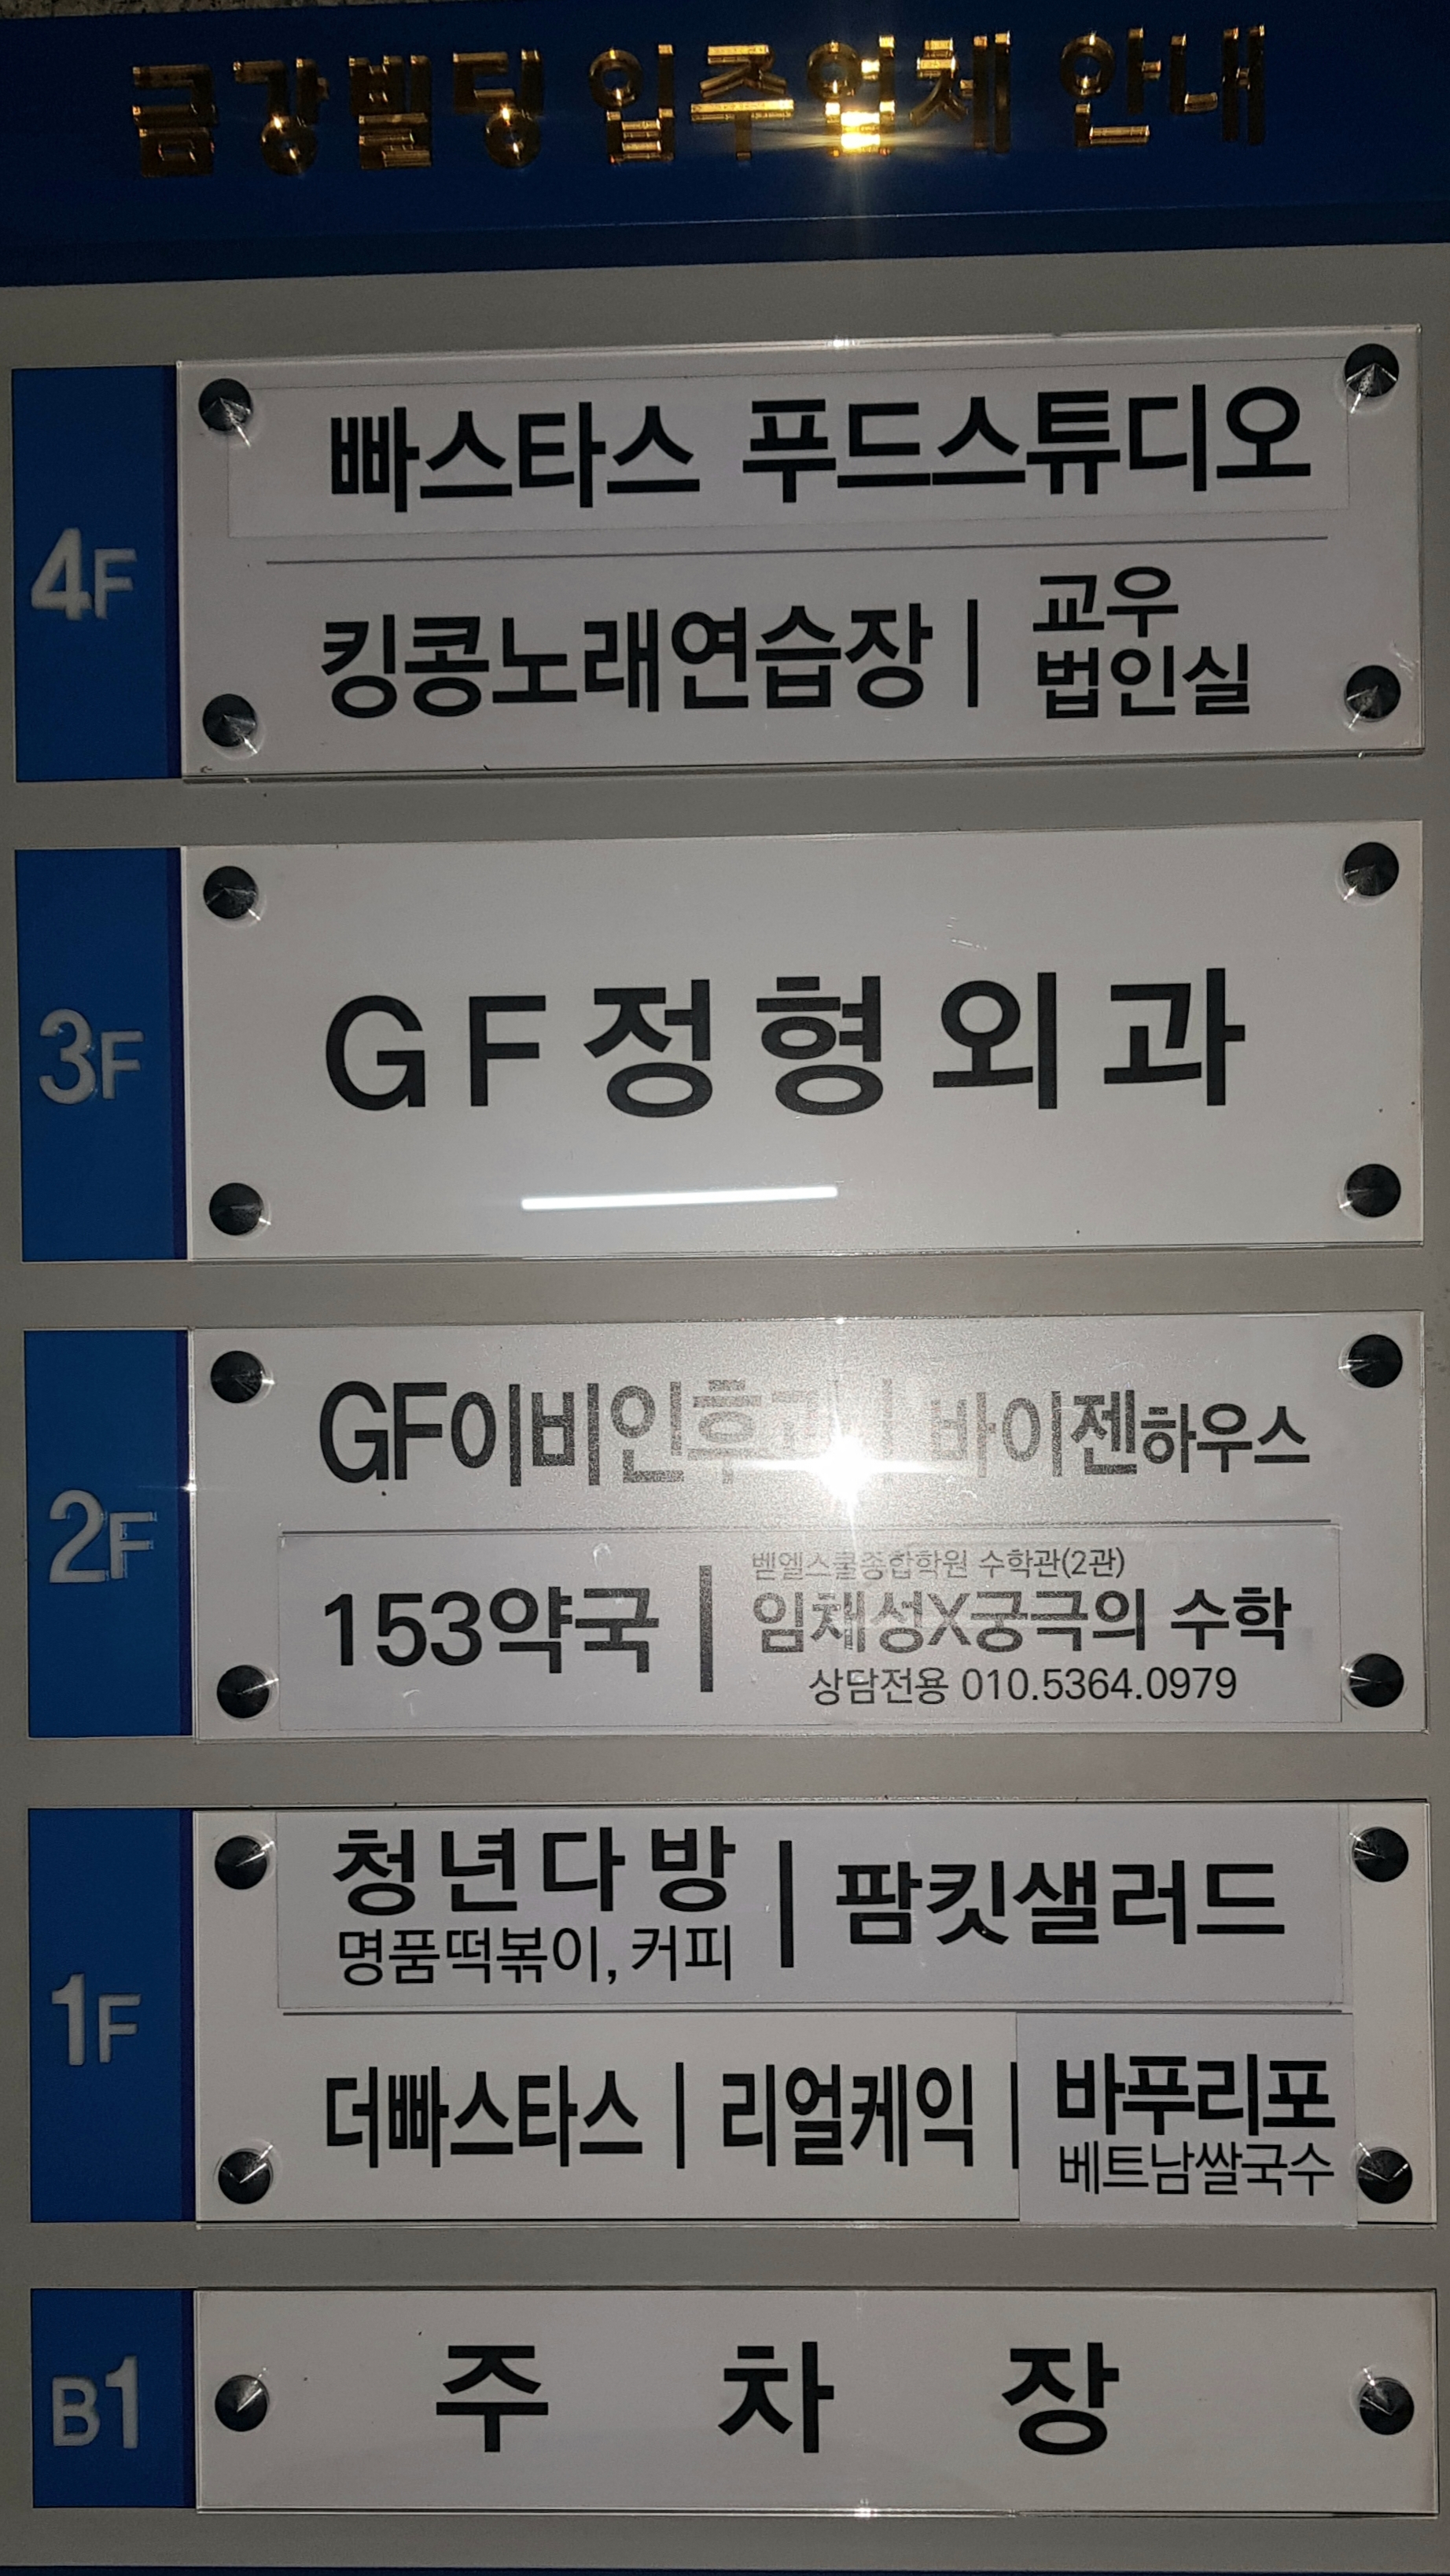 금강빌딩 입주업체 안내
4F
빠스타스 푸드스튜디오
킹콩노래연습장 | 교우
법인실
3F
GF정형외과
2F
GF이비인후과 | 바이젠하우스
153약국 |
벧엘스쿨종합학원 수학관(2관)
임채성X궁극의 수학
상담전용 010.5364.0979
1F
청년다방 | 팜킷샐러드
명품떡볶이, 커피
더빠스타스 | 리얼케익 | 바푸리포
베트남쌀국수
B1
주 차 장